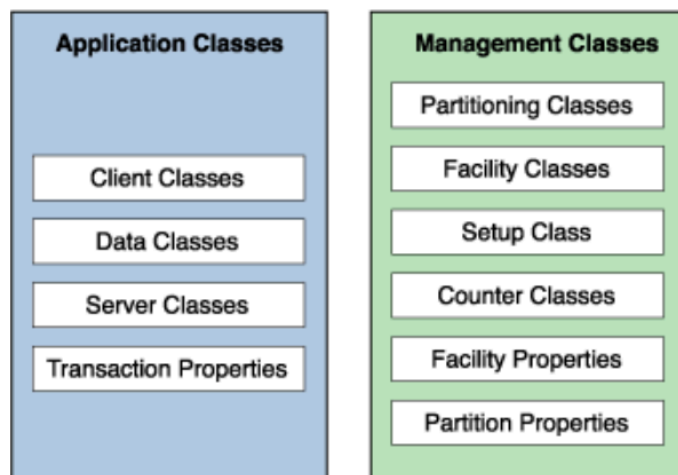 Application Classes
Client Classes
Data Classes
Server Classes
Transaction Properties
Management Classes
Partitioning Classes
Facility Classes
Setup Class
Counter Classes
Facility Properties
Partition Properties